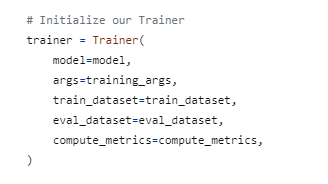 # Initialize our Trainer
trainer = Trainer(
    model=model,
    args=training_args,
    train_dataset=train_dataset,
    eval_dataset=eval_dataset,
    compute_metrics=compute_metrics,
)